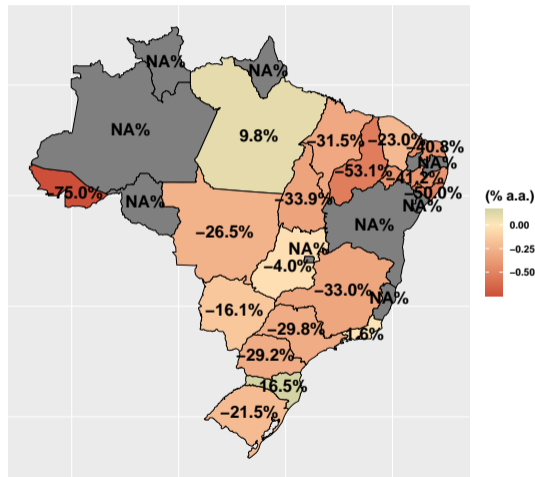 NA%
NA%
NA%
9.8%
−31.5%
−23.0%
−40.8%
NA%
−53.1%
−41.2%
−50.0%
−75.0%
NA%
−33.9%
NA%
NA%
(% a.a.)
0.00
−0.25
−0.50
−26.5%
NA%
−4.0%
−33.0%
NA%
−16.1%
−29.8%
−1.6%
−29.2%
16.5%
−21.5%